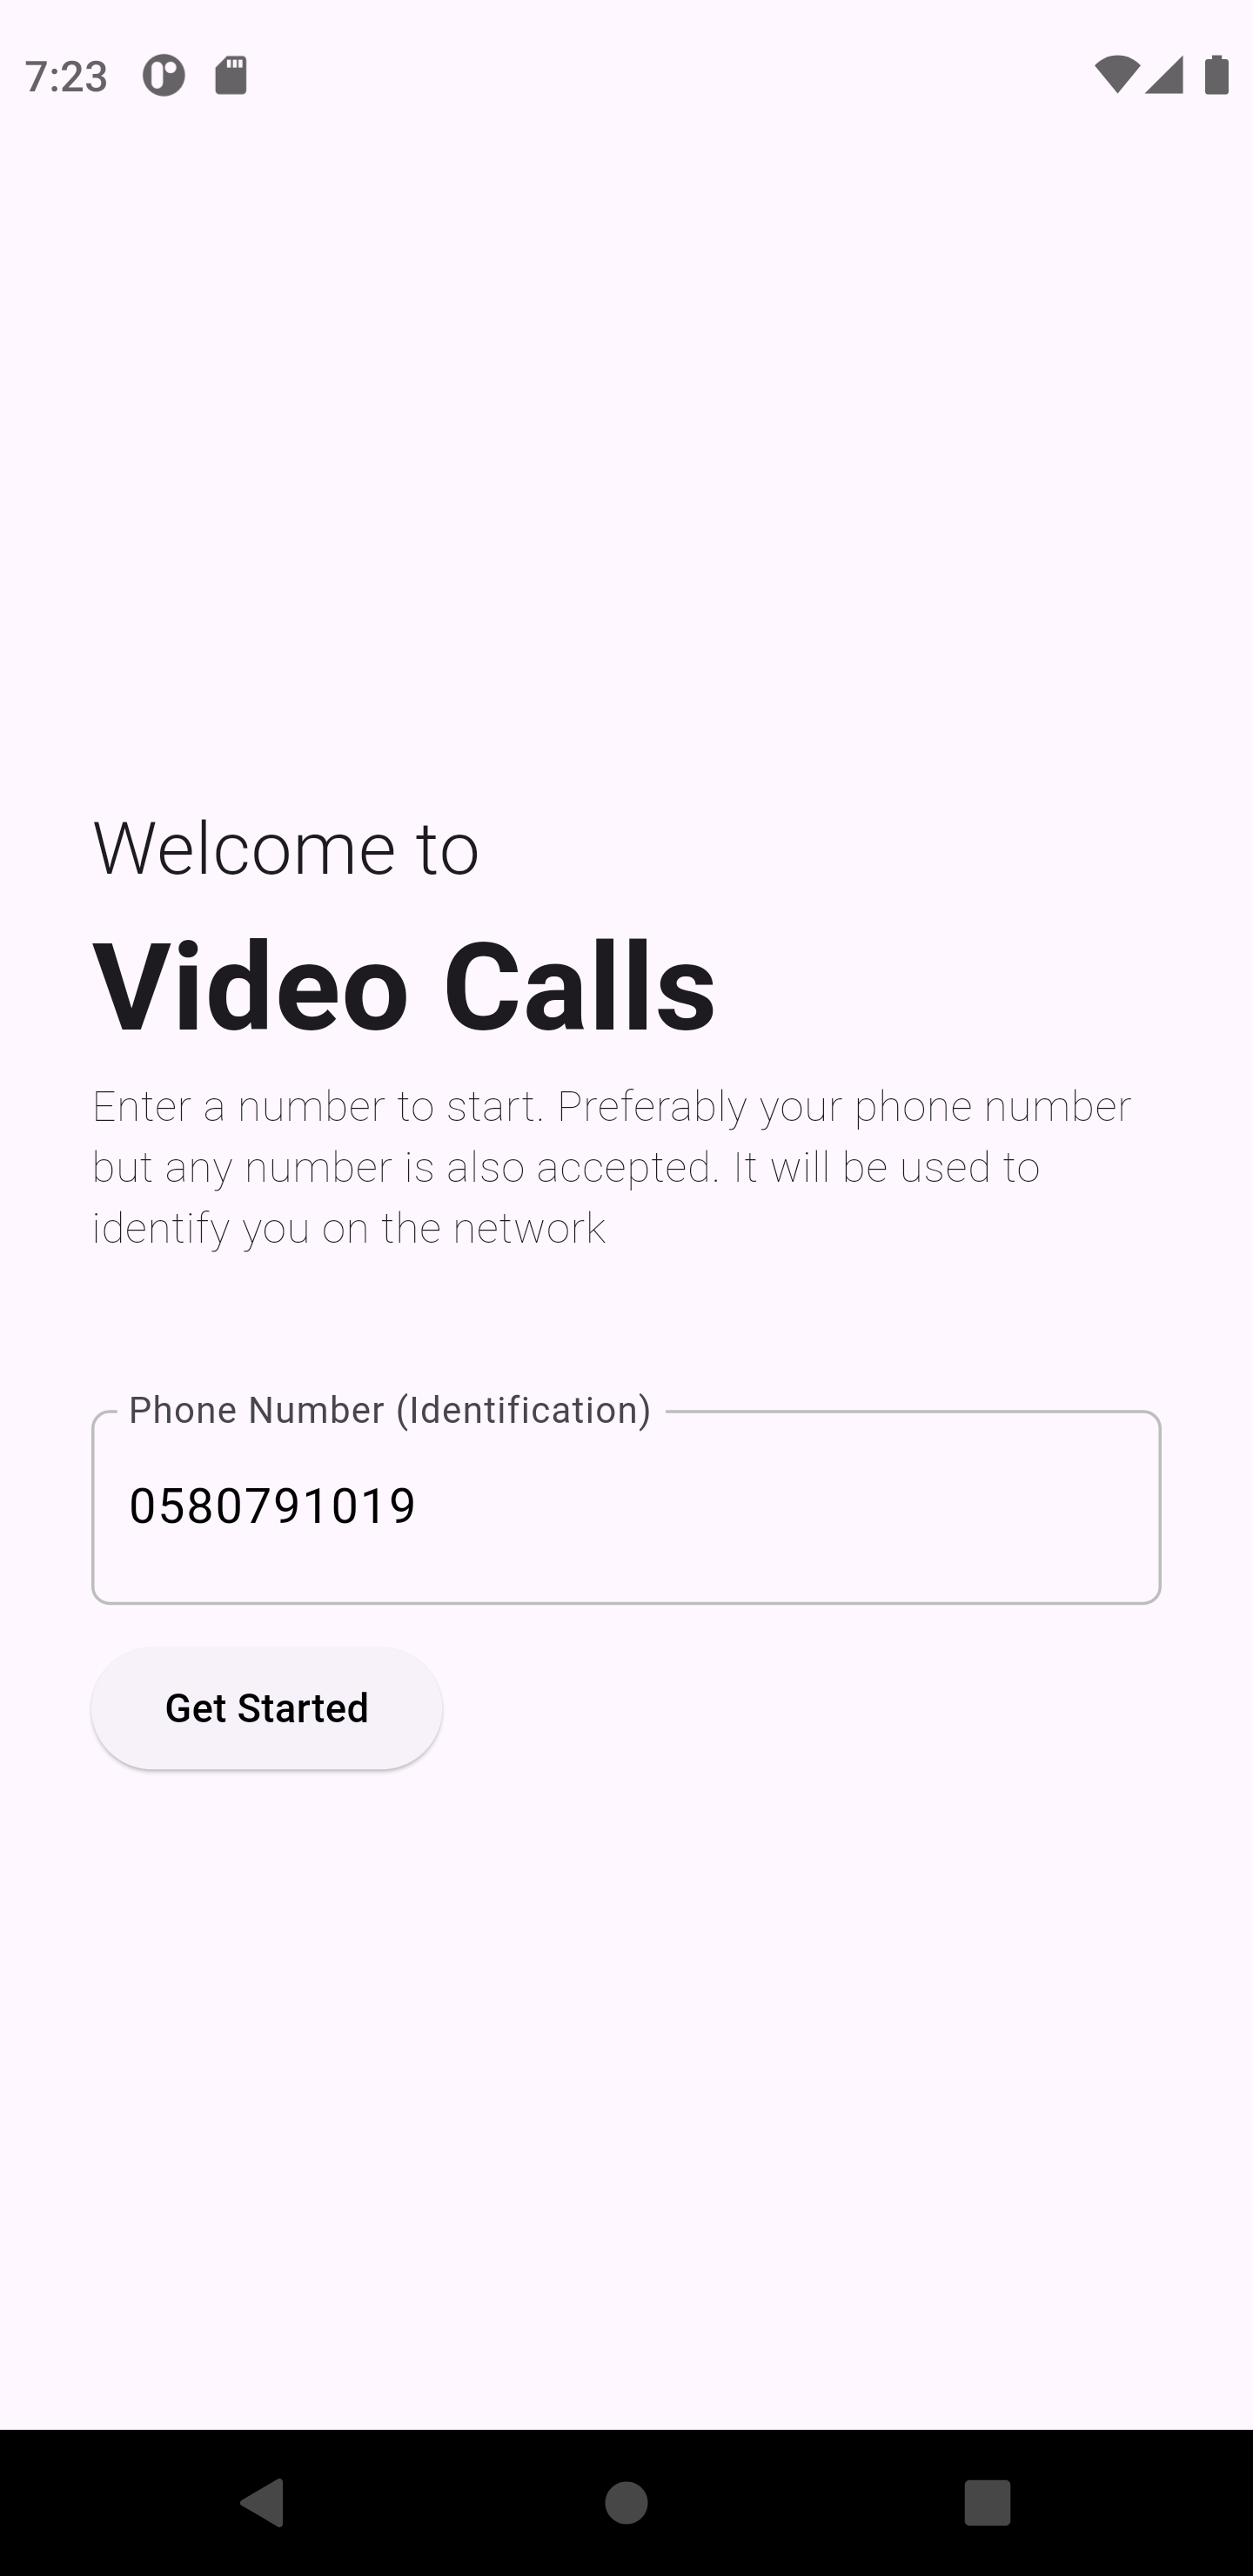 7:23
Welcome to
Video Calls
Enter a number to start. Preferably your phone number
but any number is also accepted. It will be used to
identify you on the network
Phone Number (Identification)
0580791019
Get Started